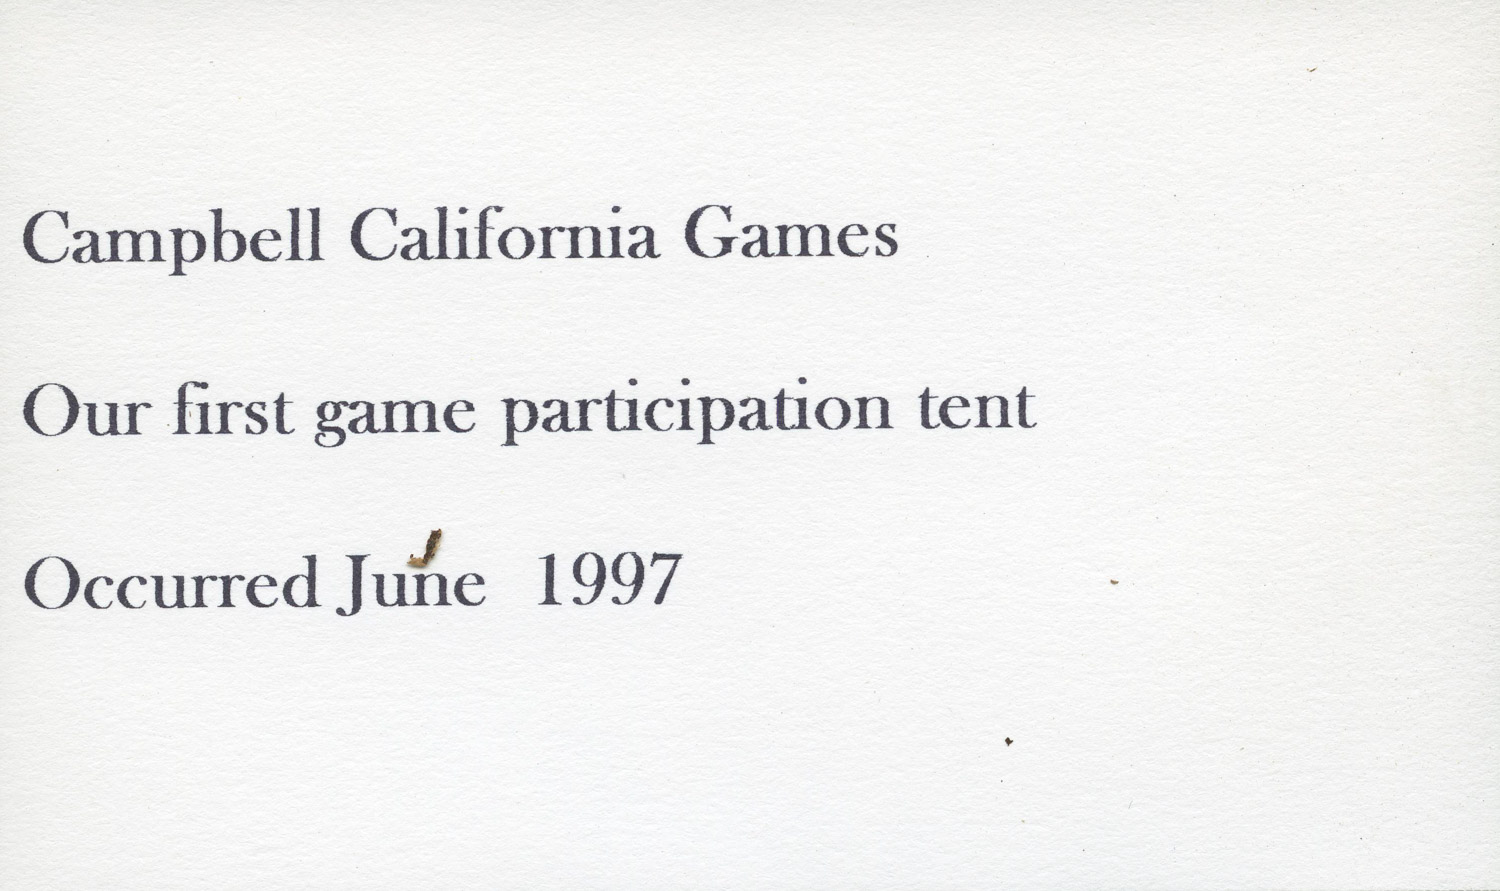 Campbell California Games
Our first game participation tent
Occurred June  1997